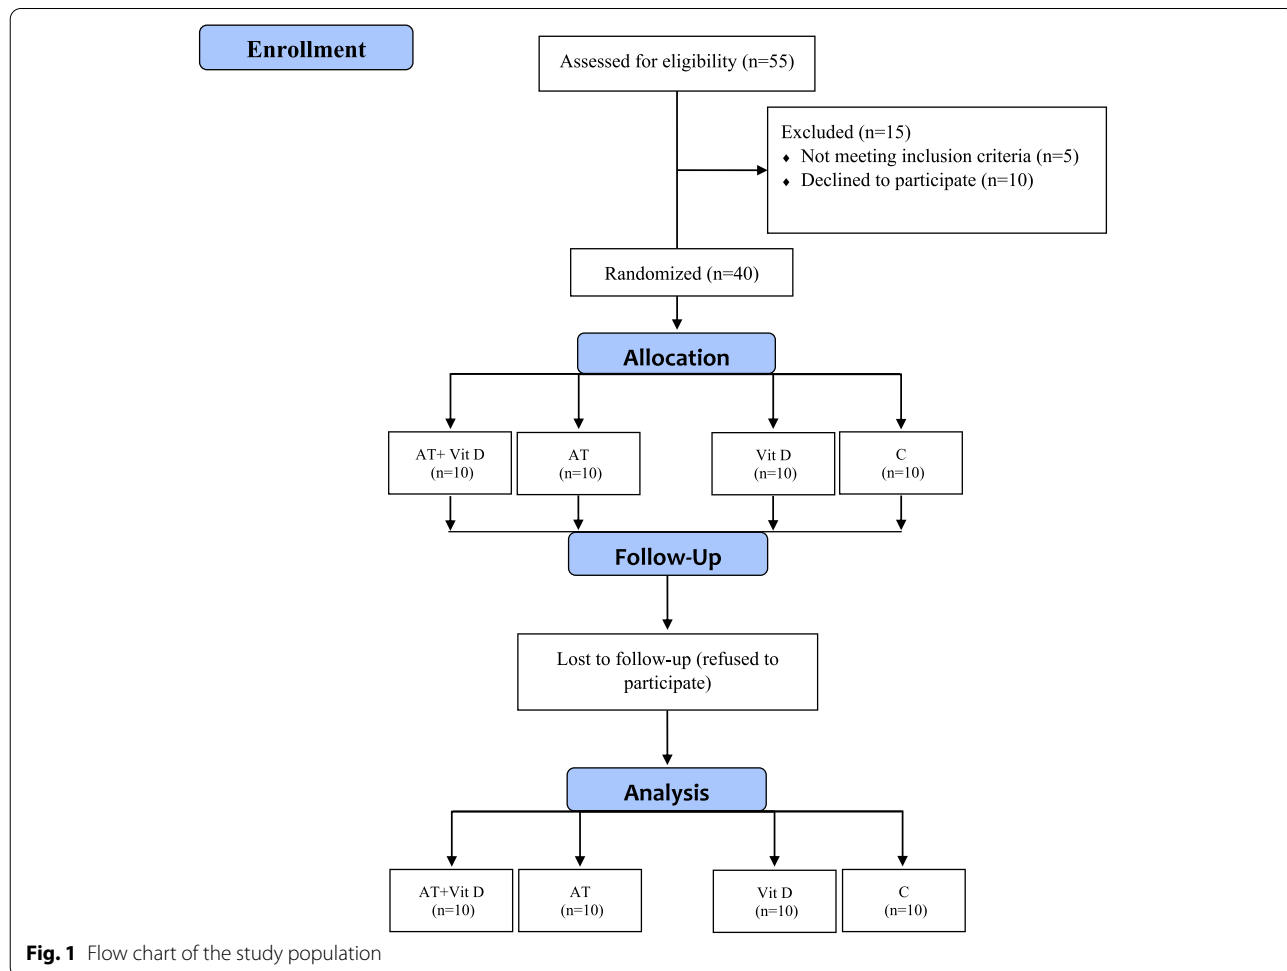 Enrollment
Assessed for eligibility (n=55)
Excluded (n=15)
♦ Not meeting inclusion criteria (n=5)
♦ Declined to participate (n=10)
Randomized (n=40)
Allocation
AT+ Vit D
(n=10)
AT
(n=10)
Vit D
(n=10)
C
(n=10)
Follow-Up
Lost to follow-up (refused to
participate)
Analysis
AT+Vit D
(n=10)
AT
(n=10)
Vit D
(n=10)
C
(n=10)
Fig. 1 Flow chart of the study population